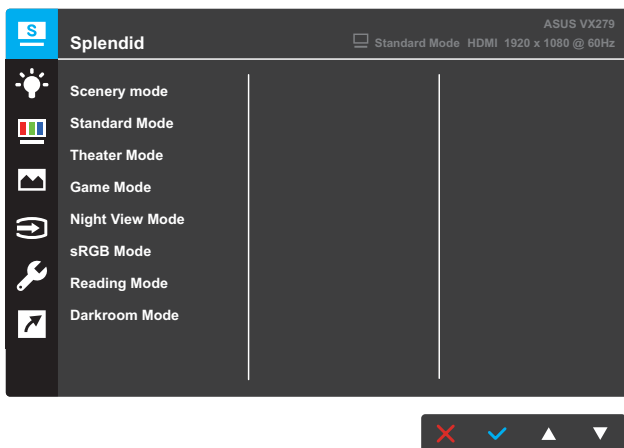 S
ASUS VX279
Splendid
Standard Mode HDMI 1920 x 1080 @ 60Hz
Scenery mode
Standard Mode
Theater Mode
Game Mode
Night View Mode
sRGB Mode
Reading Mode
Darkroom Mode